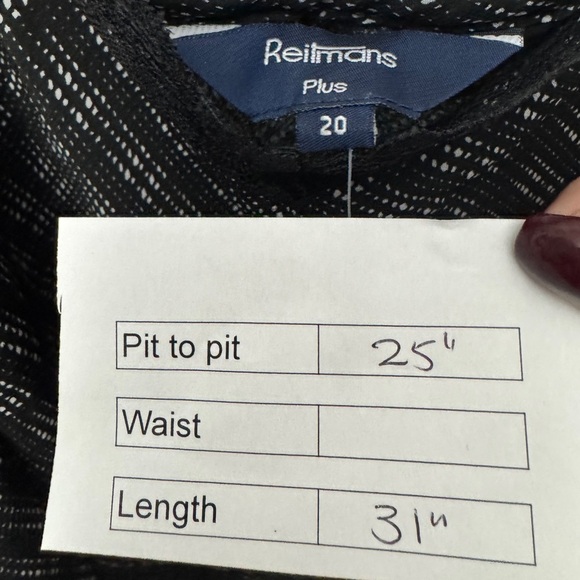 Reitmans
Plus
20
Pit to pit 25"
Waist
Length 31"